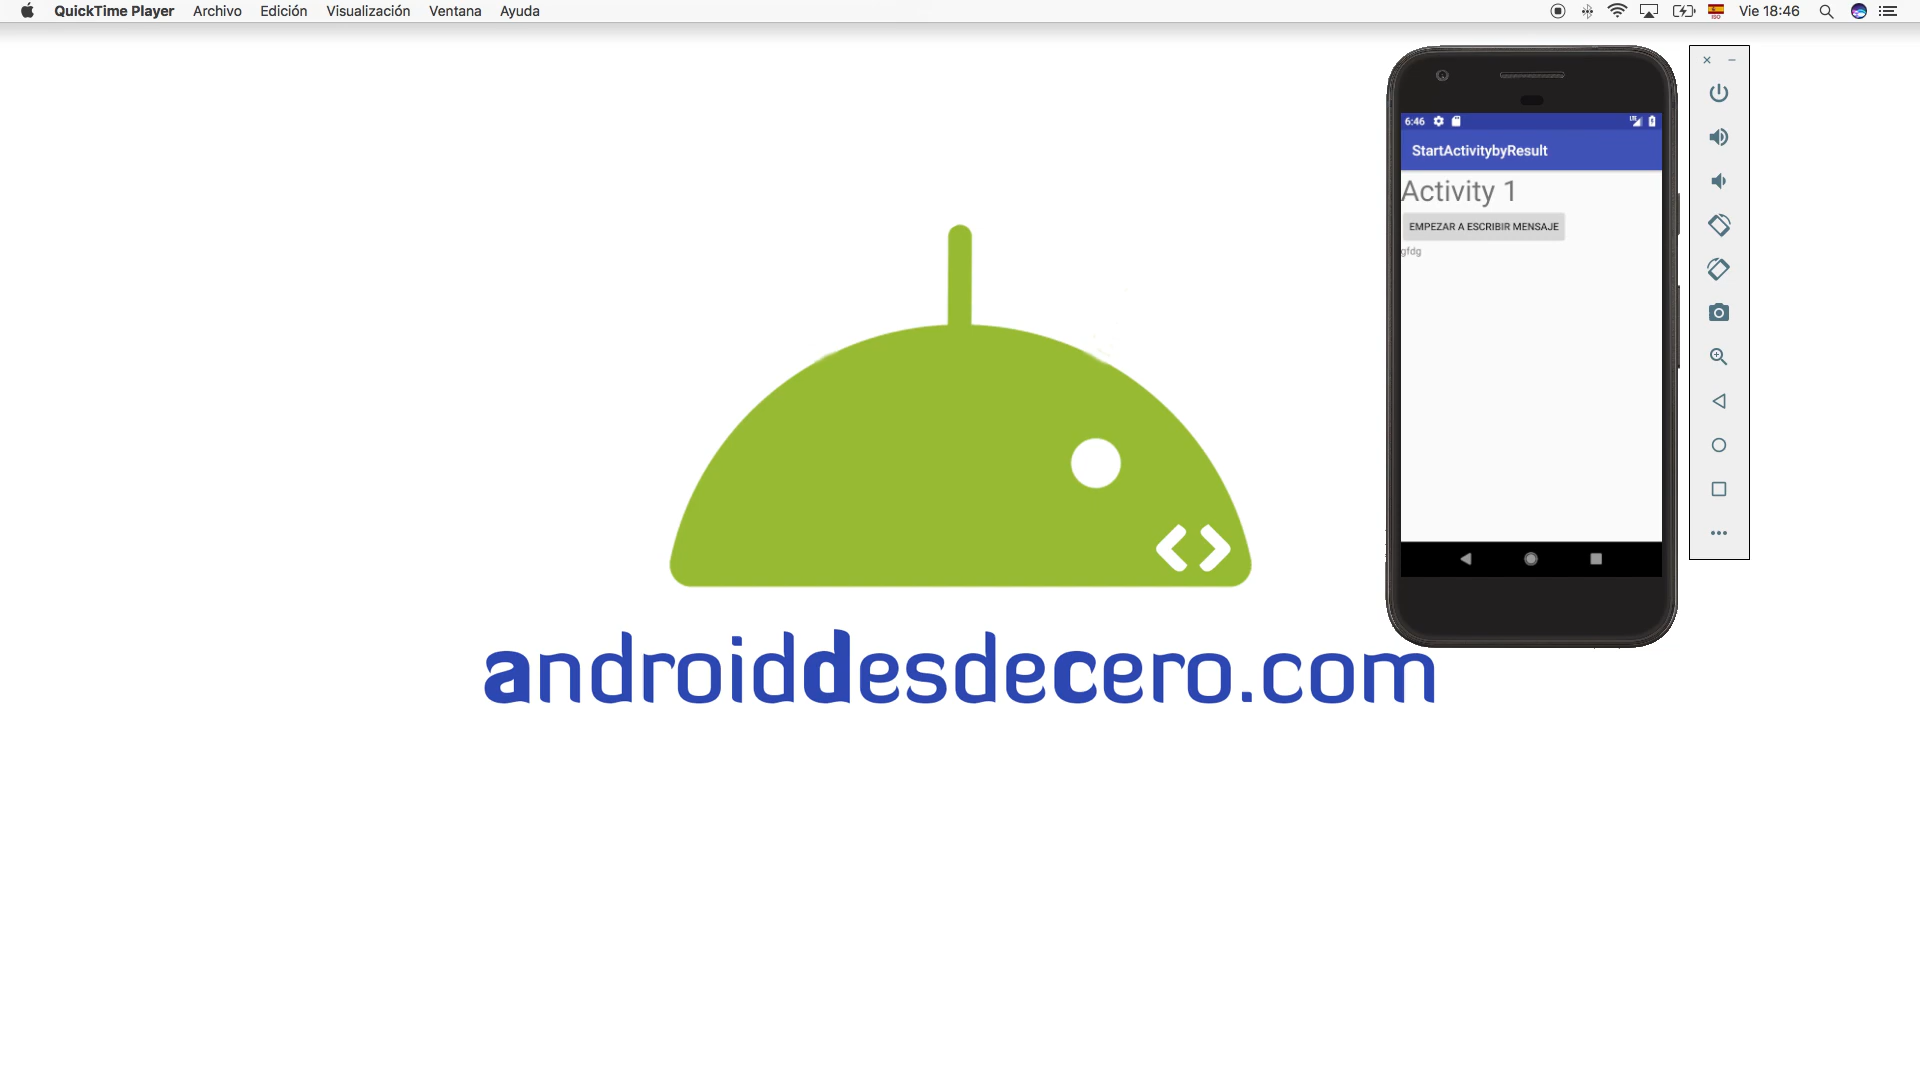 QuickTime Player Archivo Edición Visualización Ventana Ayuda Vie 18:46
6:46
StartActivitybyResult
Activity 1
EMPEZAR A ESCRIBIR MENSAJE
gfdg
androiddesdecero.com